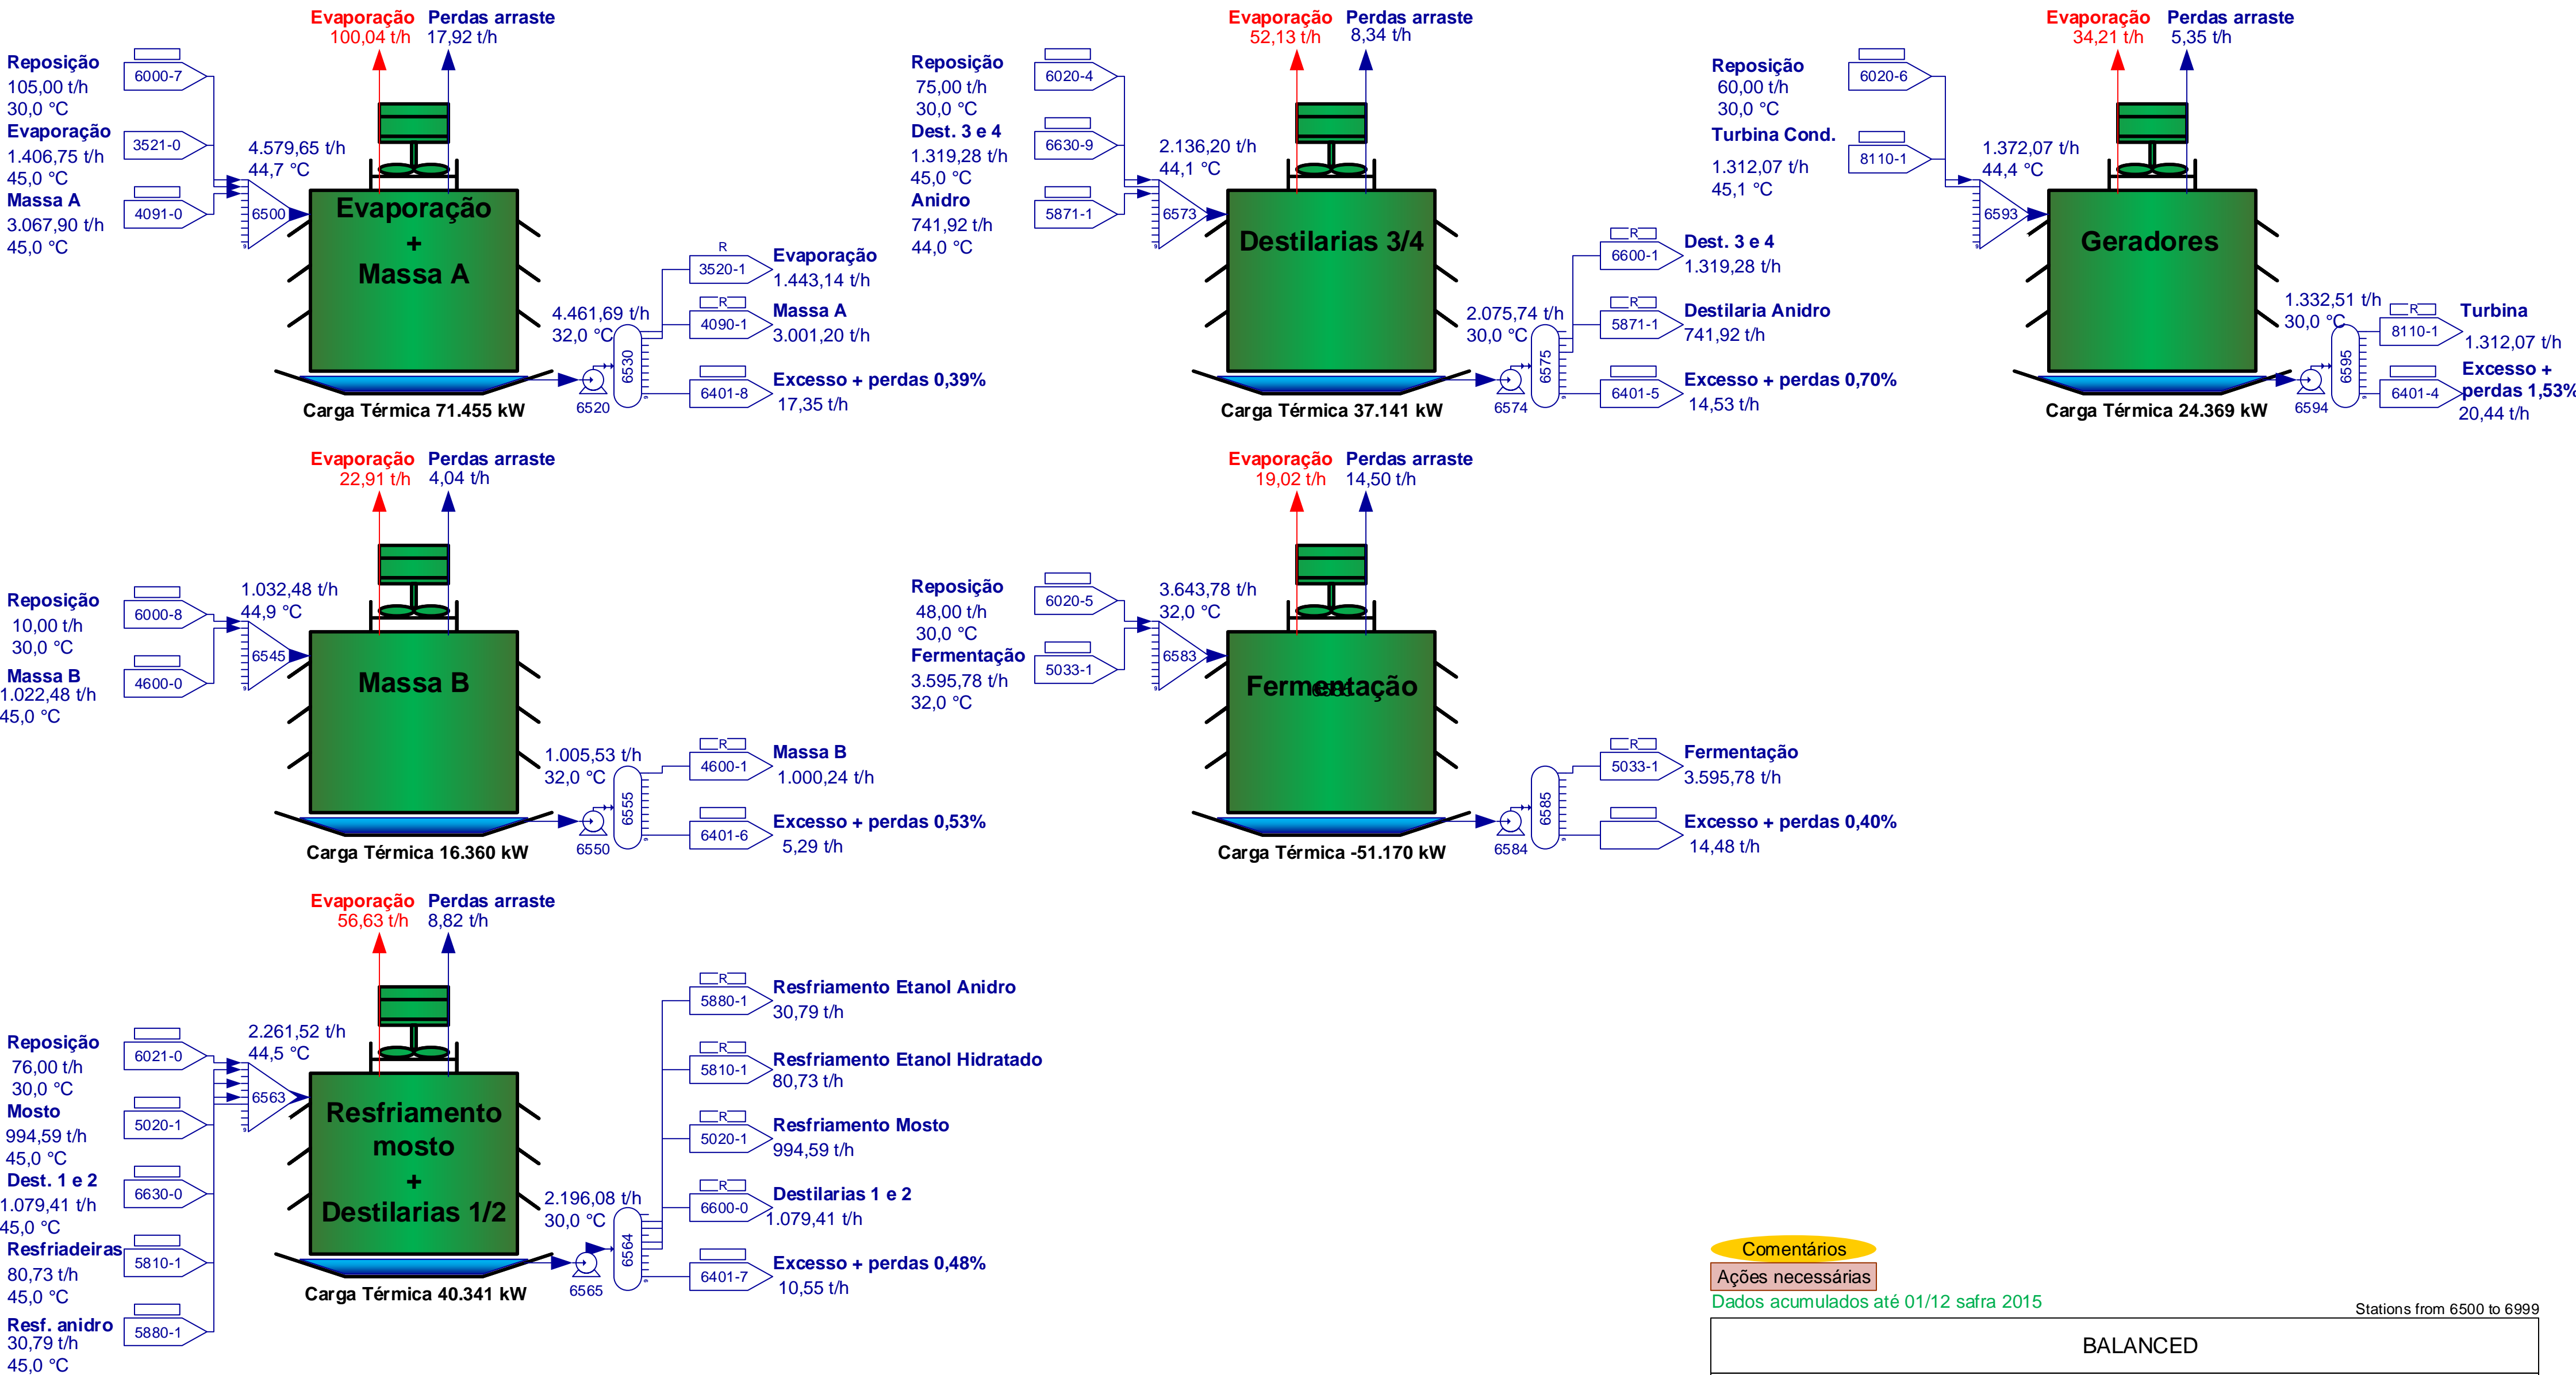 Evaporação Perdas arraste
100,04 t/h 17,92 t/h
Reposição
105,00 t/h
30,0 °C
6000-7
Evaporação
1.406,75 t/h
45,0 °C
3521-0
Massa A
3.067,90 t/h
45,0 °C
4091-0
4.579,65 t/h
44,7 °C
6500
Evaporação
+
Massa A
Carga Térmica 71.455 kW
4.461,69 t/h
32,0 °C
6520
6530
R
3520-1
Evaporação
1.443,14 t/h
R
4090-1
Massa A
3.001,20 t/h
6401-8
Excesso + perdas 0,39%
17,35 t/h
Evaporação Perdas arraste
52,13 t/h 8,34 t/h
Reposição
75,00 t/h
30,0 °C
6020-4
Dest. 3 e 4
1.319,28 t/h
45,0 °C
6630-9
Anidro
741,92 t/h
44,0 °C
5871-1
2.136,20 t/h
44,1 °C
6573
Destilarias 3/4
Carga Térmica 37.141 kW
2.075,74 t/h
30,0 °C
6574
6575
R
6600-1
Dest. 3 e 4
1.319,28 t/h
R
5871-1
Destilaria Anidro
741,92 t/h
6401-5
Excesso + perdas 0,70%
14,53 t/h
Evaporação Perdas arraste
34,21 t/h 5,35 t/h
Reposição
60,00 t/h
30,0 °C
6020-6
Turbina Cond.
1.312,07 t/h
45,1 °C
8110-1
1.372,07 t/h
44,4 °C
6593
Geradores
Carga Térmica 24.369 kW
1.332,51 t/h
30,0 °C
6594
6595
R
8110-1
Turbina
1.312,07 t/h
6401-4
Excesso +
perdas 1,53%
20,44 t/h
Evaporação Perdas arraste
22,91 t/h 4,04 t/h
Reposição
10,00 t/h
30,0 °C
6000-8
Massa B
1.022,48 t/h
45,0 °C
4600-0
1.032,48 t/h
44,9 °C
6545
Massa B
Carga Térmica 16.360 kW
1.005,53 t/h
32,0 °C
6550
6555
R
4600-1
Massa B
1.000,24 t/h
6401-6
Excesso + perdas 0,53%
5,29 t/h
Evaporação Perdas arraste
19,02 t/h 14,50 t/h
Reposição
48,00 t/h
30,0 °C
6020-5
Fermentação
3.595,78 t/h
32,0 °C
5033-1
3.643,78 t/h
32,0 °C
6583
Fermentação
Carga Térmica -51.170 kW
6584
6585
R
5033-1
Fermentação
3.595,78 t/h
Excesso + perdas 0,40%
14,48 t/h
Evaporação Perdas arraste
56,63 t/h 8,82 t/h
Reposição
76,00 t/h
30,0 °C
6021-0
Mosto
994,59 t/h
45,0 °C
5020-1
Dest. 1 e 2
1.079,41 t/h
45,0 °C
6630-0
Resfriadeiras
80,73 t/h
45,0 °C
5810-1
Resf. anidro
30,79 t/h
45,0 °C
5880-1
2.261,52 t/h
44,5 °C
6563
Resfriamento
mosto
+
Destilarias 1/2
Carga Térmica 40.341 kW
2.196,08 t/h
30,0 °C
6565
6564
R
5880-1
Resfriamento Etanol Anidro
30,79 t/h
R
5810-1
Resfriamento Etanol Hidratado
80,73 t/h
R
5020-1
Resfriamento Mosto
994,59 t/h
R
6600-0
Destilarias 1 e 2
1.079,41 t/h
6401-7
Excesso + perdas 0,48%
10,55 t/h
Comentários
Ações necessárias
Dados acumulados até 01/12 safra 2015
Stations from 6500 to 6999
BALANCED